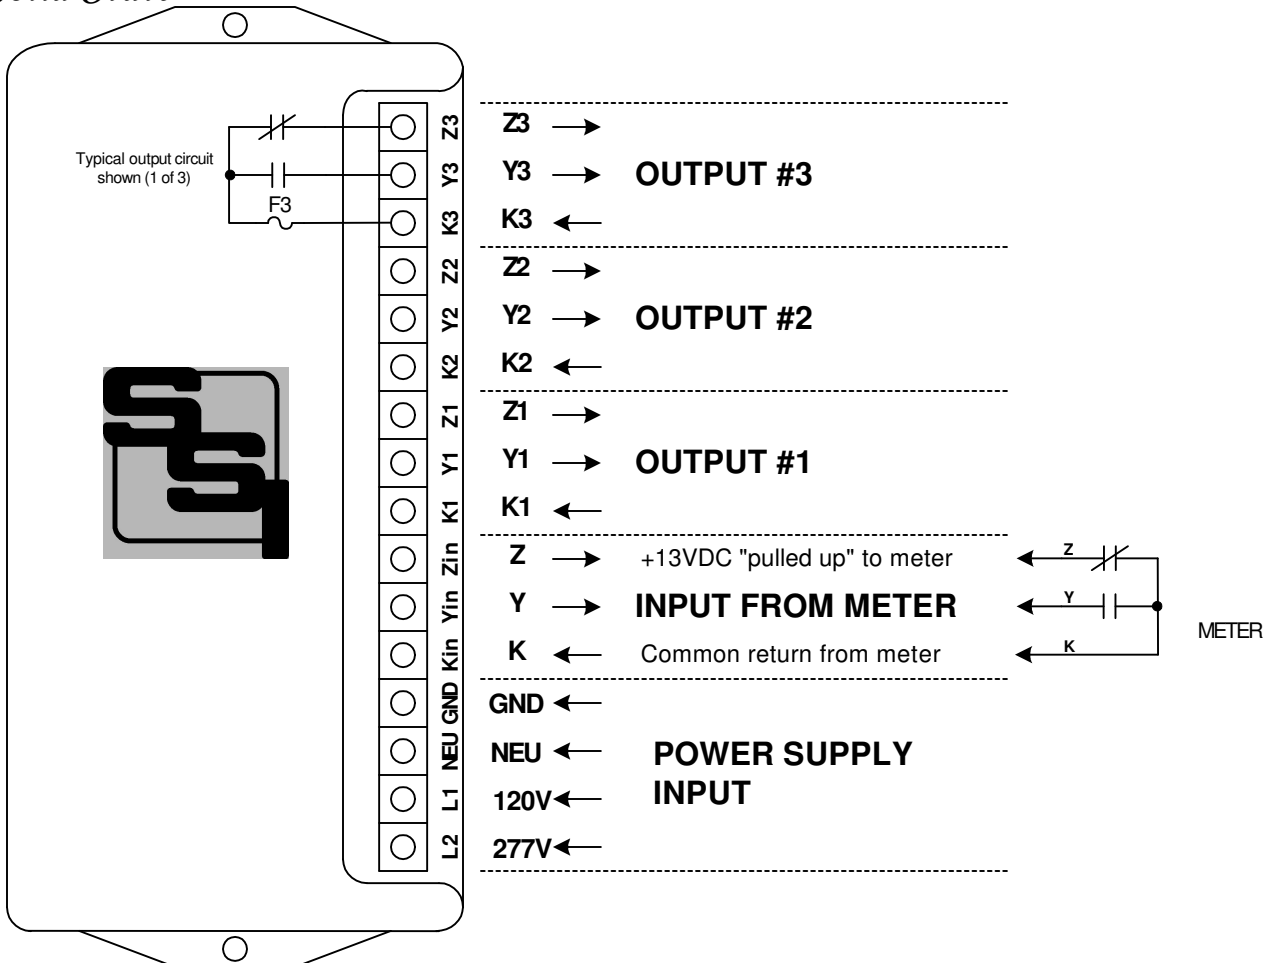 Typical output circuit
shown (1 of 3)
F3
Z3
Y3
K3
Z2
Y2
K2
Z1
Y1
K1
Zin
Yin
Kin
GND
NEU
L1
L2
Z3
Y3 OUTPUT #3
K3
Z2
Y2 OUTPUT #2
K2
Z1
Y1 OUTPUT #1
K1
Z +13VDC "pulled up" to meter
Y INPUT FROM METER
K Common return from meter
Z
Y
K
METER
GND
NEU POWER SUPPLY
INPUT
120V
277V
SSI